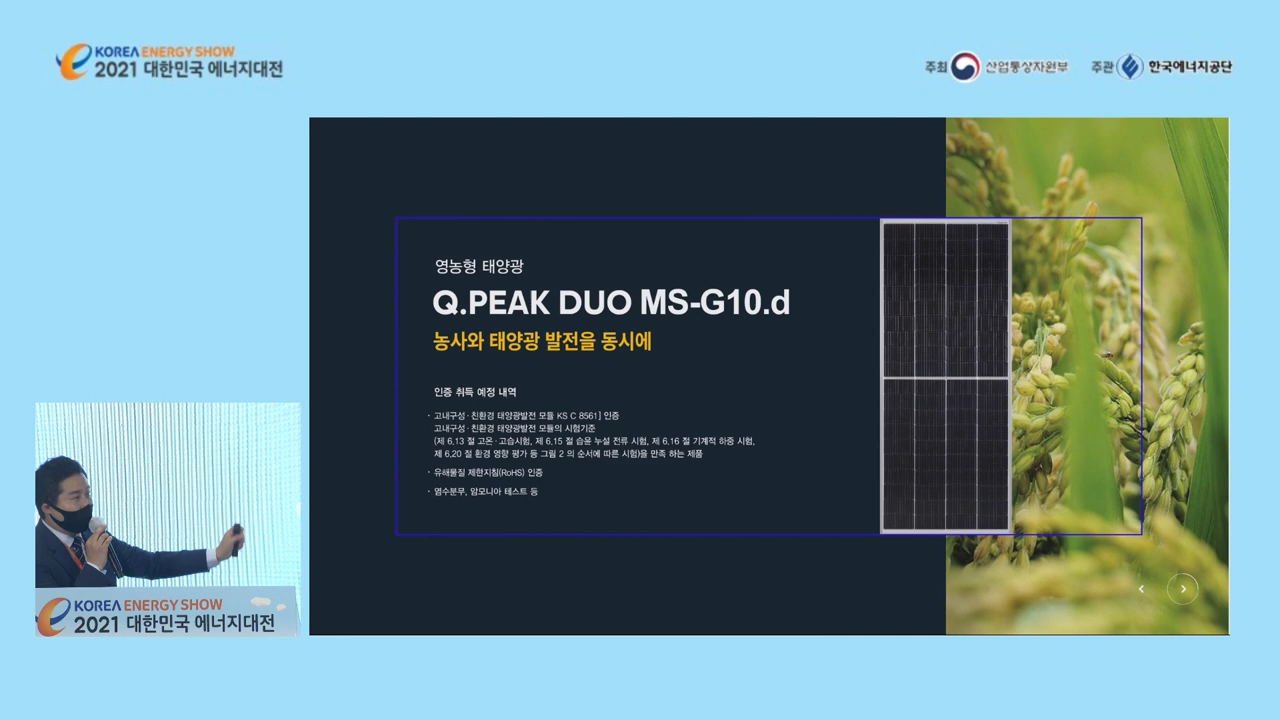 KOREA ENERGY SHOW
2021 대한민국 에너지대전
주최 산업통상자원부 주관 한국에너지공단
영농형 태양광
Q.PEAK DUO MS-G10.d
농사와 태양광 발전을 동시에
인증 취득 예정 내역
· 고내구성·친환경 태양광발전 모듈 KS C 8561] 인증
고내구성·친환경 태양광발전 모듈의 시험기준
(제 6.13 절 고온·고습시험, 제 6.15 절 습윤 누설 전류 시험, 제 6.16 절 기계적 하중 시험,
제 6.20 절 환경 영향 평가 등 그림 2 의 순서에 따른 시험)을 만족 하는 제품
· 유해물질 제한지침(RoHS) 인증
· 염수분무, 암모니아 테스트 등
KOREA ENERGY SHOW
2021 대한민국 에너지대전